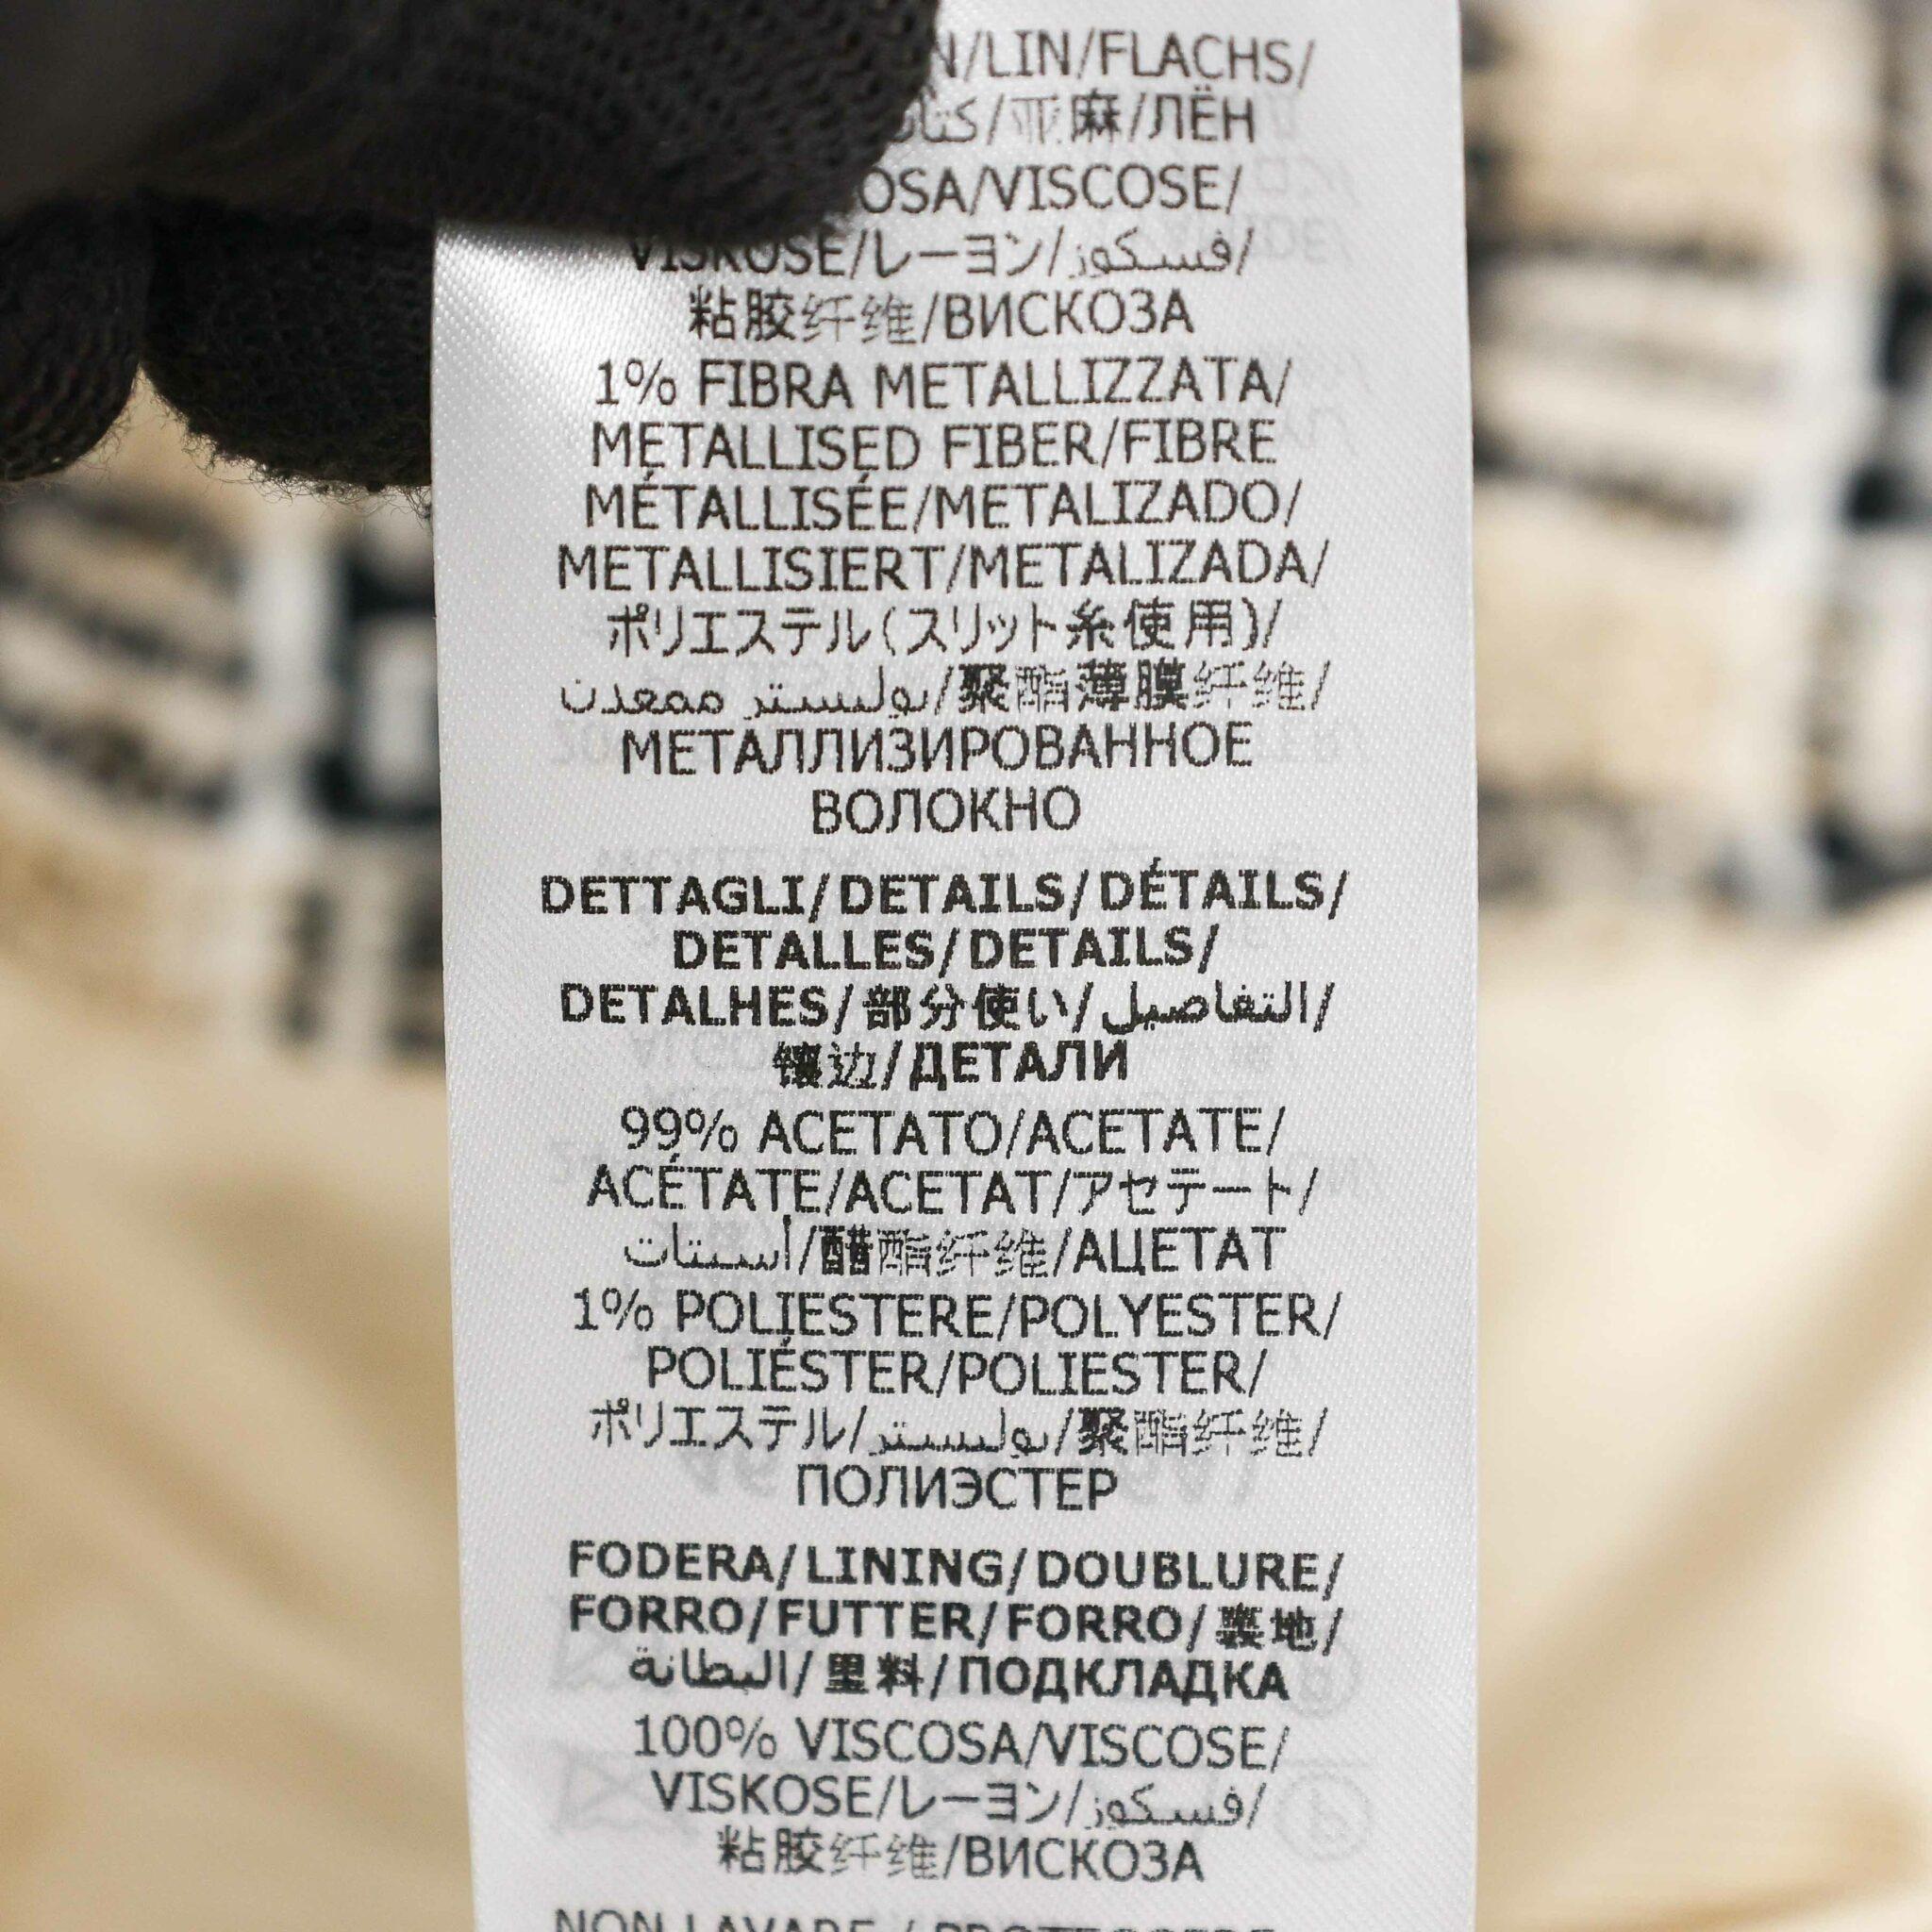 /LIN/FLACHS/
/亚麻/ЛЁН
VISCOSE/
VISKOSE/レーヨン/فسكوز/
粘胶纤维/ВИСКОЗА
1% FIBRA METALLIZZATA/
METALLISED FIBER/FIBRE
MÉTALLISÉE/METALIZADO/
METALLISIERT/METALIZADA/
ポリエステル(スリット糸使用)/
بوليستر ممعدن/聚酯薄膜纤维/
МЕТАЛЛИЗИРОВАННОЕ
ВОЛОКНО
DETTAGLI/DETAILS/DÉTAILS/
DETALLES/DETAILS/
DETALHES/部分使い/التفاصيل/
镶边/ДЕТАЛИ
99% ACETATO/ACETATE/
ACÉTATE/ACETAT/アセテート/
أسيتات/醋酯纤维/АЦЕТАТ
1% POLIESTERE/POLYESTER/
POLIÉSTER/POLIESTER/
ポリエステル/بوليستر/聚酯纤维/
ПОЛИЭСТЕР
FODERA/LINING/DOUBLURE/
FORRO/FUTTER/FORRO/裏地/
البطانة/里料/ПОДКЛАДКА
100% VISCOSA/VISCOSE/
VISKOSE/レーヨン/فسكوز/
粘胶纤维/ВИСКОЗА
NON LAVARE /